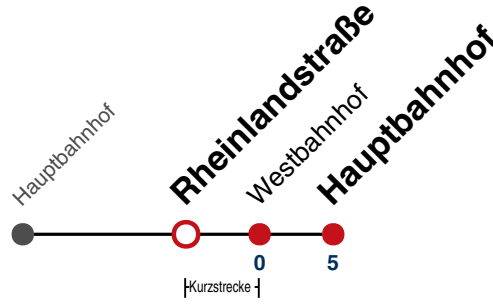 Hauptbahnhof
Rheinlandstraße
Westbahnhof
Hauptbahnhof
0
5
Kurzstrecke